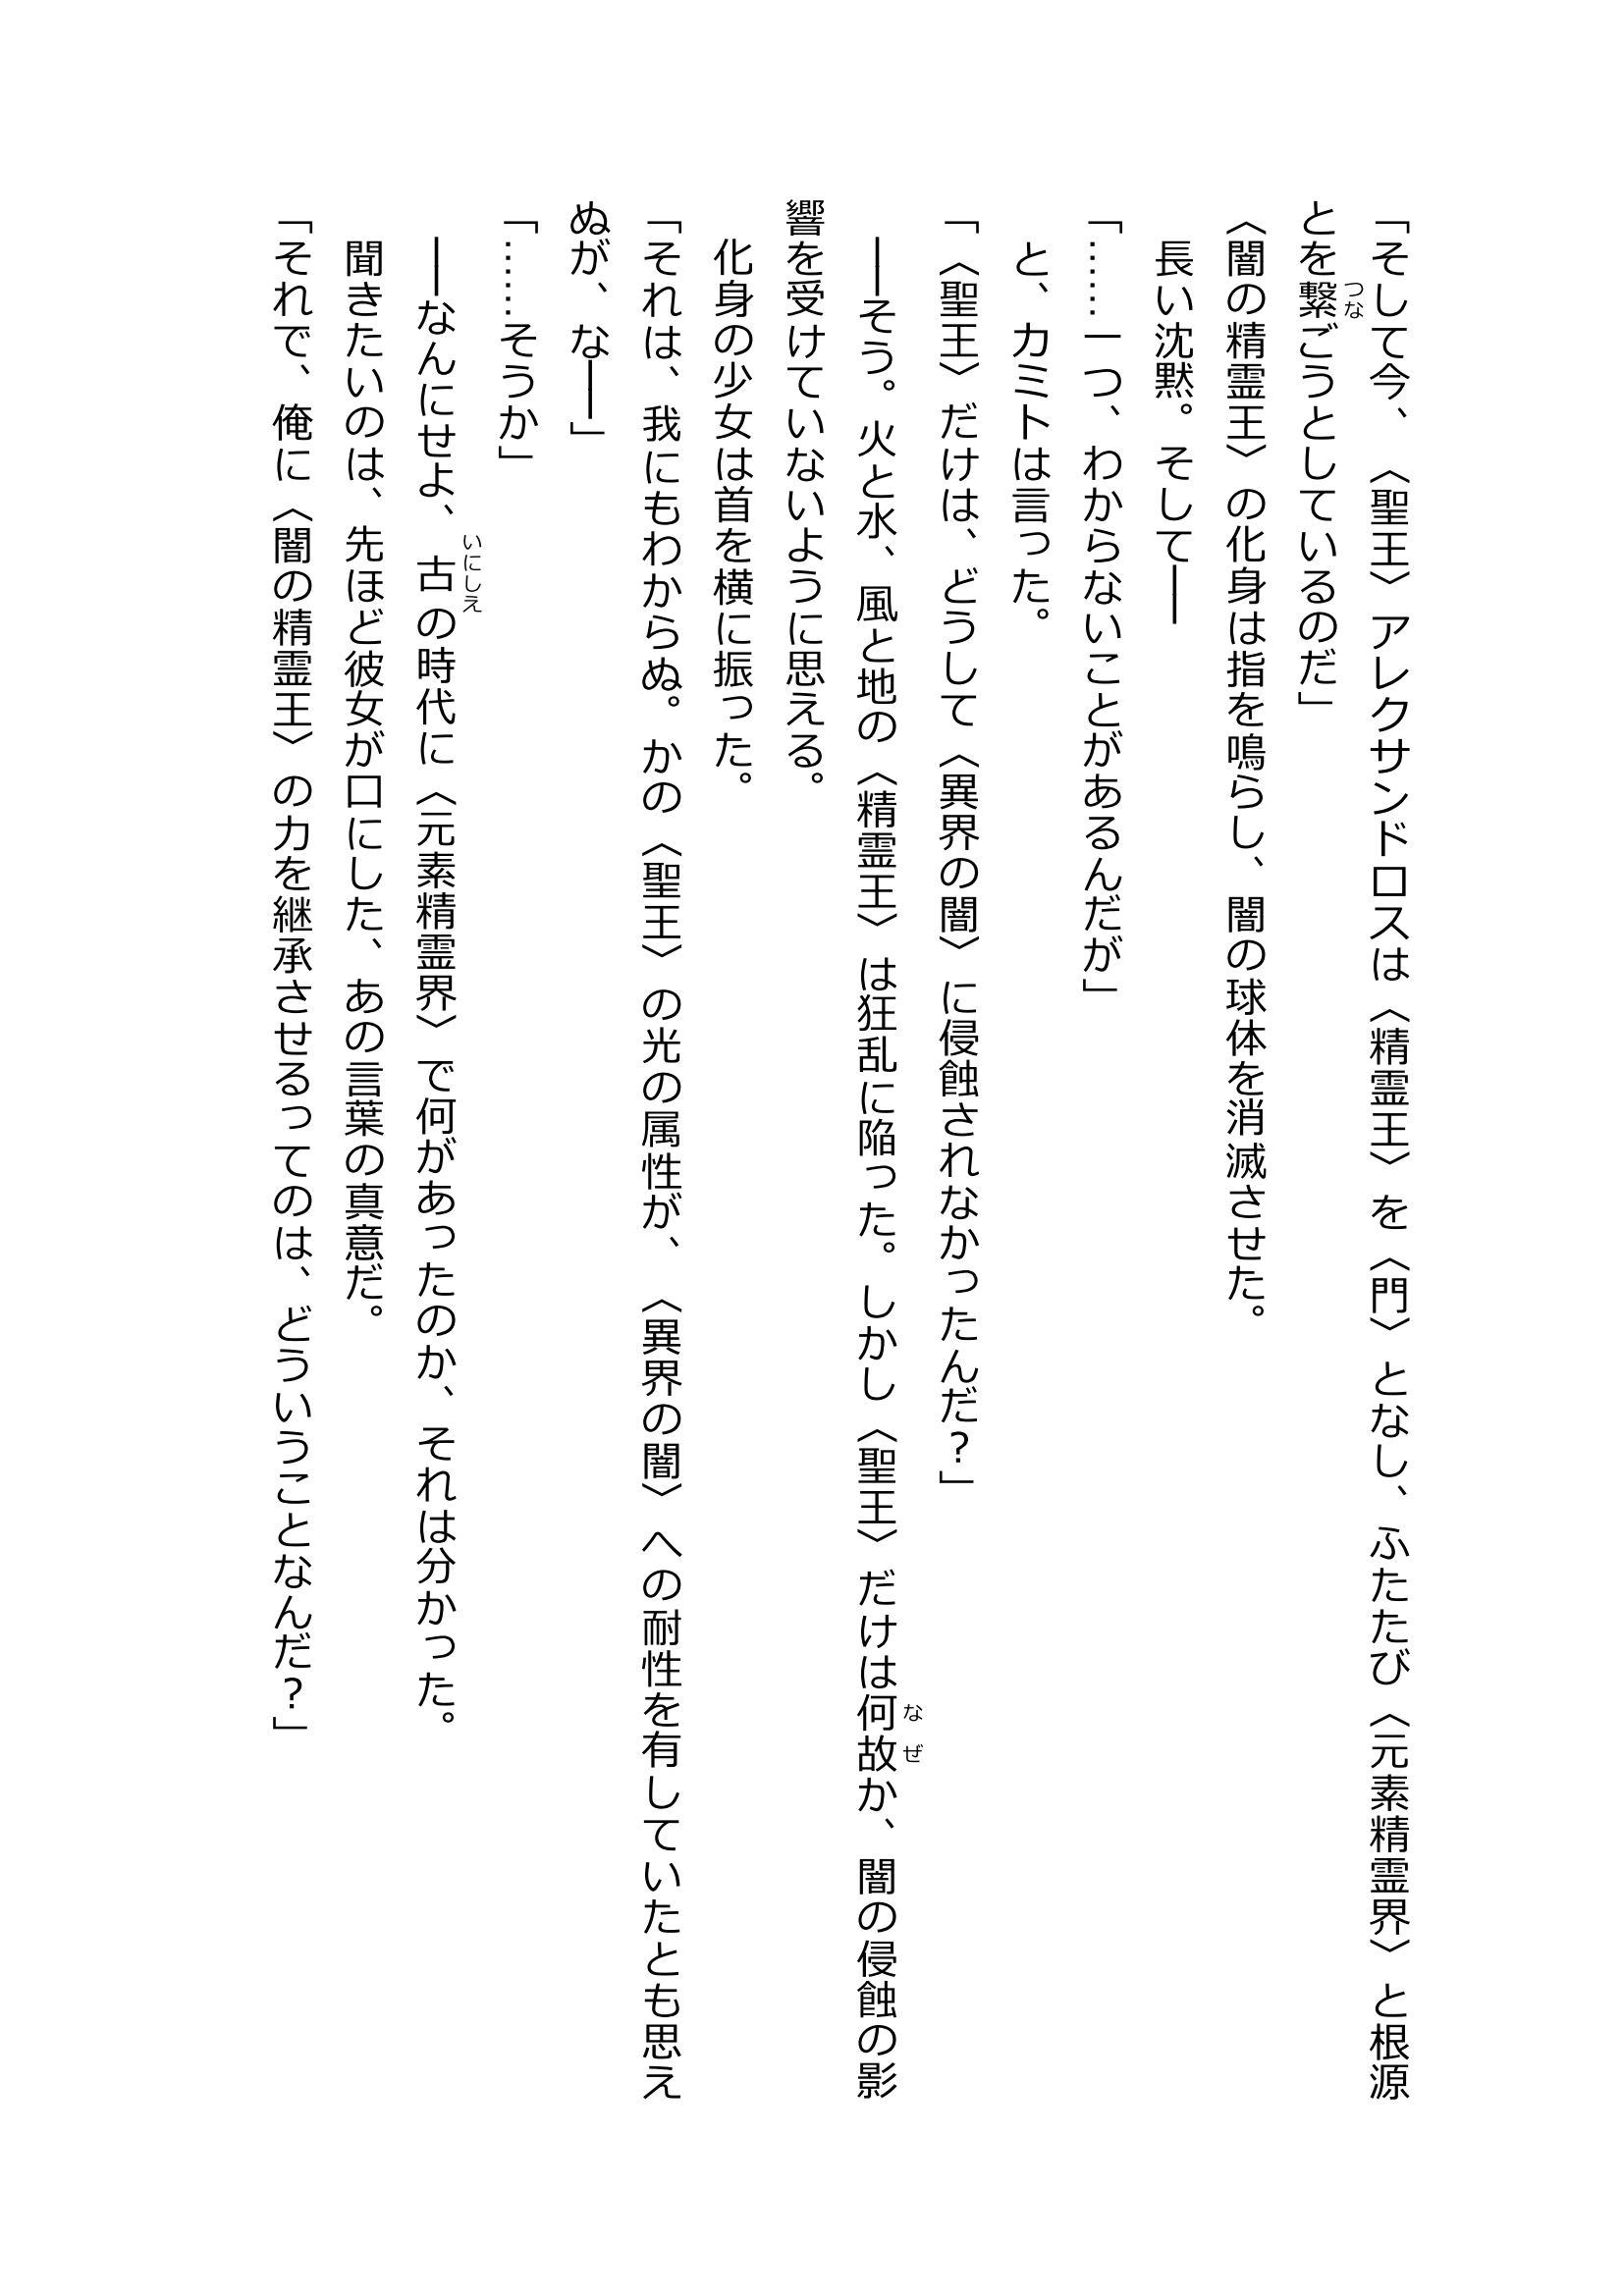 「そして今、〈聖王〉アレクサンドロスは〈精霊王〉を〈門〉となし、ふたたび〈元素精霊界〉と根源
とを繋ごうとしているのだ」
〈闇の精霊王〉の化身は指を鳴らし、闇の球体を消滅させた。
　長い沈黙。そして──
「……一つ、わからないことがあるんだが」
　と、カミトは言った。
「〈聖王〉だけは、どうして〈異界の闇〉に侵蝕されなかったんだ？」
　──そう。火と水、風と地の〈精霊王〉は狂乱に陥った。しかし〈聖王〉だけは何故か、闇の侵蝕の影
響を受けていないように思える。
　化身の少女は首を横に振った。
「それは、我にもわからぬ。かの〈聖王〉の光の属性が、〈異界の闇〉への耐性を有していたとも思え
ぬが、な──」
「……そうか」
　──なんにせよ、古の時代に〈元素精霊界〉で何があったのか、それは分かった。
　聞きたいのは、先ほど彼女が口にした、あの言葉の真意だ。
「それで、俺に〈闇の精霊王〉の力を継承させるってのは、どういうことなんだ？」